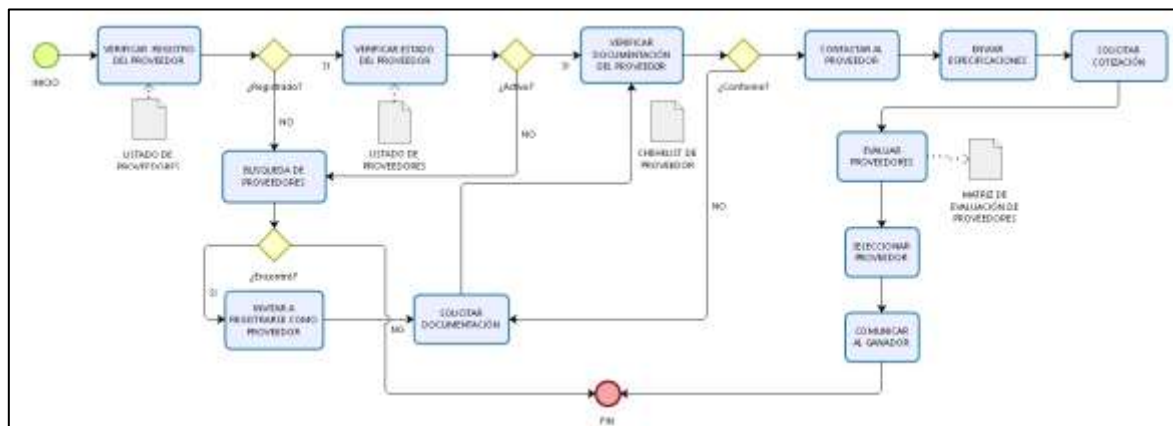 INICIO
VERIFICAR REGISTRO
DEL PROVEEDOR
LISTADO DE
PROVEEDORES
¿Registrado?
SI
NO
VERIFICAR ESTADO
DEL PROVEEDOR
LISTADO DE
PROVEEDORES
¿Activo?
SI
NO
VERIFICAR
DOCUMENTACIÓN
DEL PROVEEDOR
CHEHKLIST DE
PROVEEDOR
¿Conforme?
NO
CONTACTAR AL
PROVEEDOR
ENVIAR
ESPECIFICACIONES
SOLICITAR
COTIZACIÓN
BUSQUEDA DE
PROVEEDORES
¿Encontró?
SI
NO
INVITAR A
REGISTRARSE COMO
PROVEEDOR
SOLICITAR
DOCUMENTACIÓN
EVALUAR
PROVEEDORES
MATRIZ DE
EVALUACIÓN DE
PROVEEDORES
SELECCIONAR
PROVEEDOR
COMUNICAR
AL GANADOR
FIN